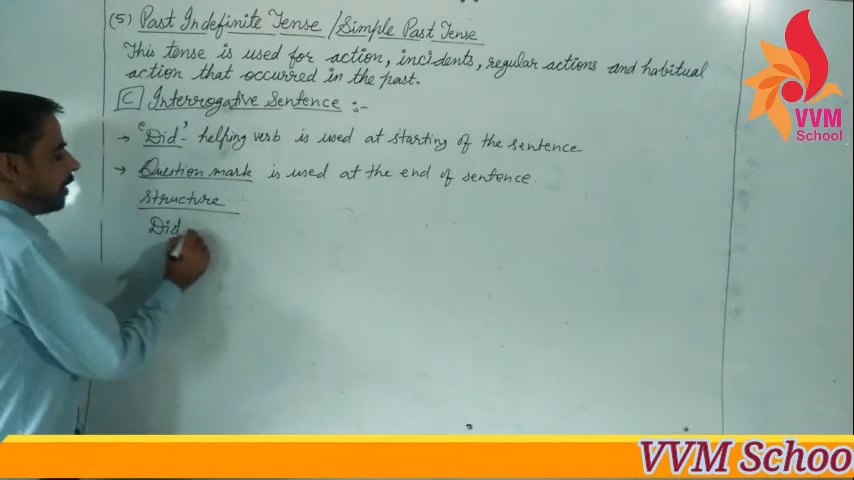 (5) Past Indefinite Tense / Simple Past Tense
This tense is used for action, incidents, regular actions and habitual
action that occurred in the past.
C Interrogative Sentence :-
→ "Did" - helping verb is used at starting of the sentence
→ Question mark is used at the end of sentence.
Structure
Did
VVM
School
VVM Schoo